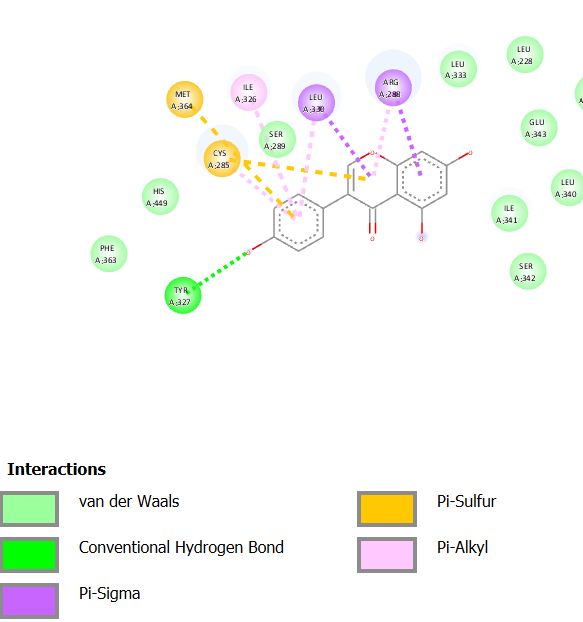 LEU
A:228
LEU
A:333
ARG
A:288
ILE
A:326
MET
A:364
LEU
A:330
GLU
A:343
SER
A:289
CYS
A:285
LEU
A:340
HIS
A:449
ILE
A:341
PHE
A:363
SER
A:342
TYR
A:327
O
O
O
O
O
Interactions
van der Waals
Conventional Hydrogen Bond
Pi-Sigma
Pi-Sulfur
Pi-Alkyl